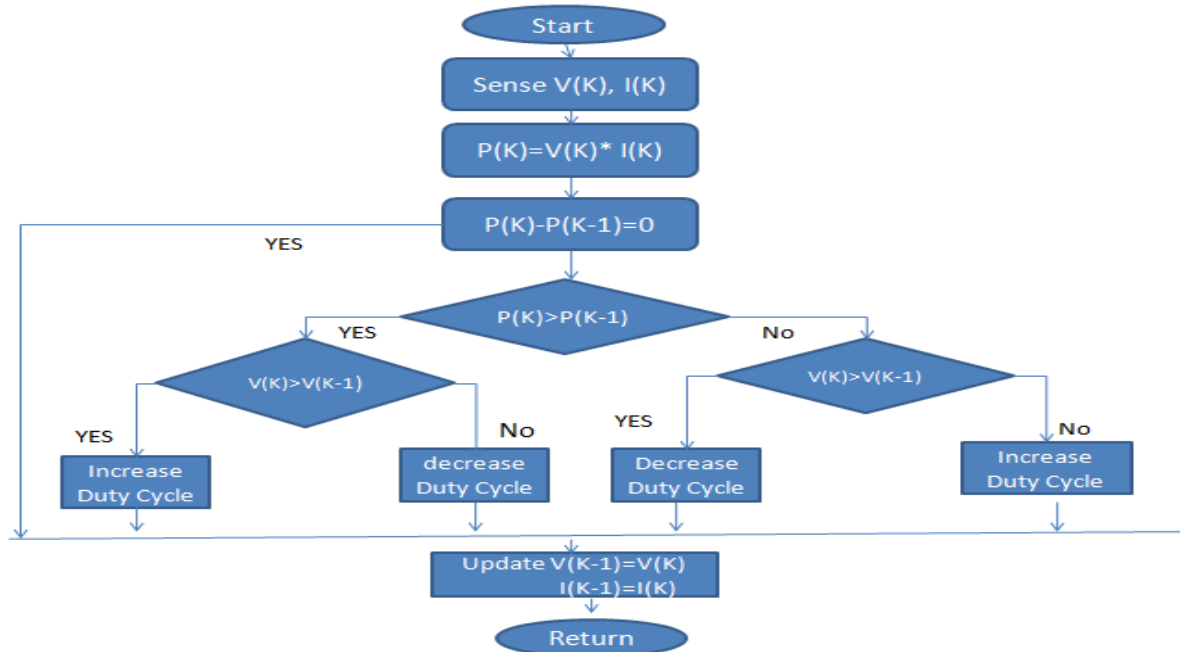 Start
Sense V(K), I(K)
P(K)=V(K)* I(K)
P(K)-P(K-1)=0
YES
P(K)>P(K-1)
YES
No
V(K)>V(K-1)
V(K)>V(K-1)
YES
No
YES
No
Increase
Duty Cycle
decrease
Duty Cycle
Decrease
Duty Cycle
Increase
Duty Cycle
Update V(K-1)=V(K)
I(K-1)=I(K)
Return